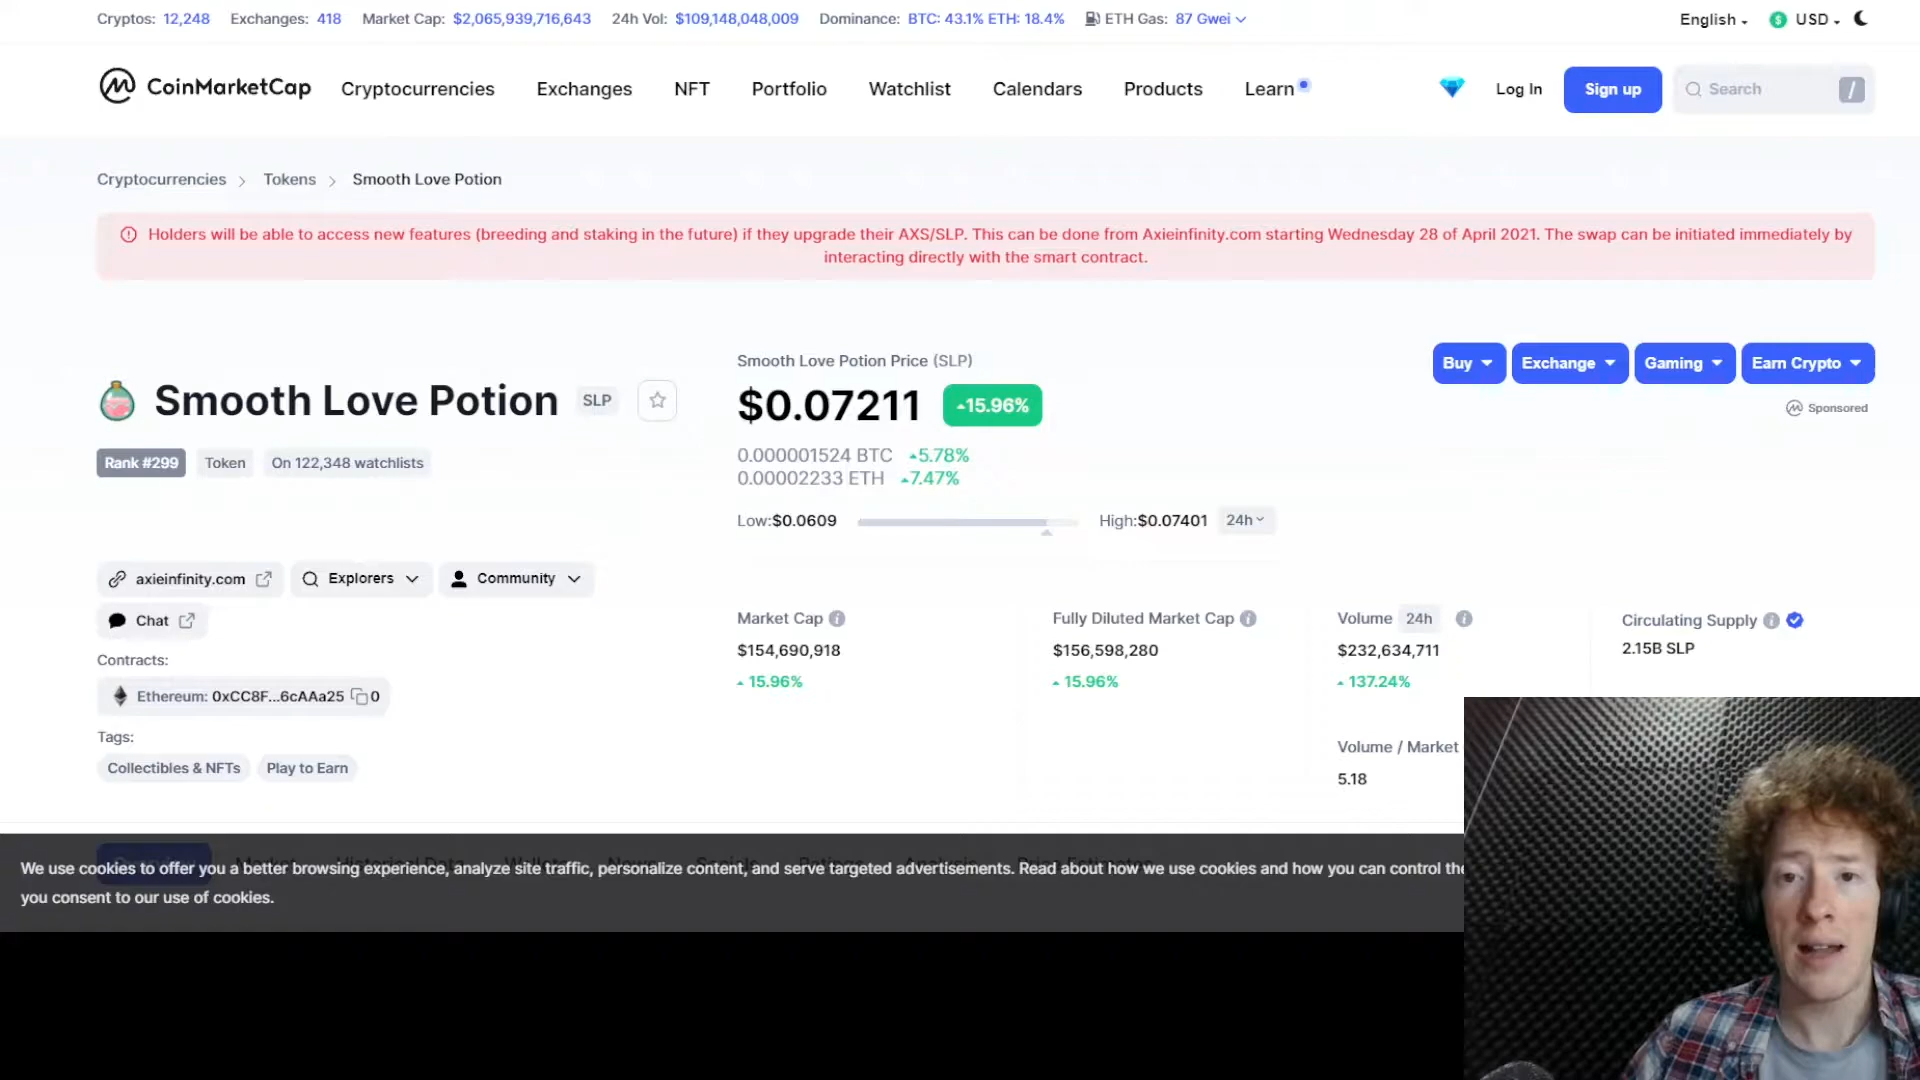 Cryptos: 12,248 Exchanges: 418 Market Cap: $2,065,939,716,643 24h Vol: $109,148,048,009 Dominance: BTC: 43.1% ETH: 18.4% ETH Gas: 87 Gwei English USD
CoinMarketCap Cryptocurrencies Exchanges NFT Portfolio Watchlist Calendars Products Learn Log In Sign up Search /
Cryptocurrencies > Tokens > Smooth Love Potion
Holders will be able to access new features (breeding and staking in the future) if they upgrade their AXS/SLP. This can be done from Axieinfinity.com starting Wednesday 28 of April 2021. The swap can be initiated immediately by
interacting directly with the smart contract.
Smooth Love Potion SLP
Rank #299 Token On 122,348 watchlists
axieinfinity.com Explorers Community
Chat
Contracts:
Ethereum: 0xCC8F...6cAAa25 0
Tags:
Collectibles & NFTs Play to Earn
Smooth Love Potion Price (SLP)
$0.07211 15.96%
0.000001524 BTC 5.78%
0.00002233 ETH 7.47%
Low:$0.0609 High:$0.07401 24h
Buy Exchange Gaming Earn Crypto
Sponsored
Market Cap
$154,690,918
15.96%
Fully Diluted Market Cap
$156,598,280
15.96%
Volume 24h
$232,634,711
137.24%
Volume / Market
5.18
Circulating Supply
2.15B SLP
We use cookies to offer you a better browsing experience, analyze site traffic, personalize content, and serve targeted advertisements. Read about how we use cookies and how you can control the
you consent to our use of cookies.